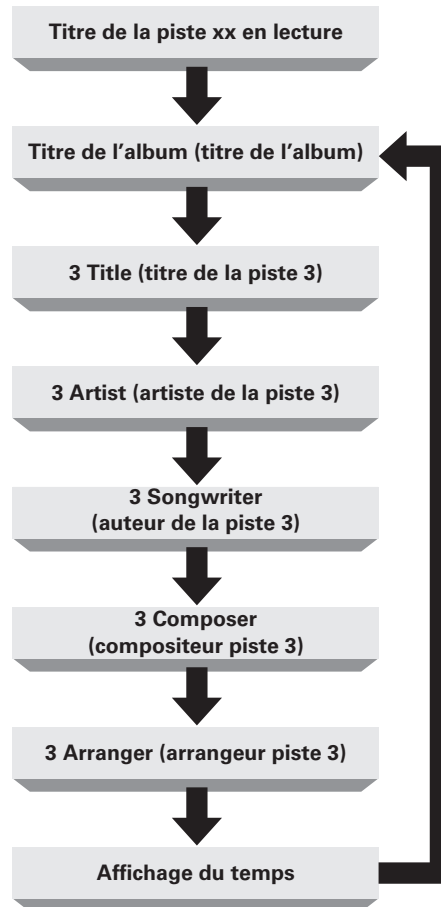 Titre de la piste xx en lecture
Titre de l'album (titre de l'album)
3 Title (titre de la piste 3)
3 Artist (artiste de la piste 3)
3 Songwriter
(auteur de la piste 3)
3 Composer
(compositeur piste 3)
3 Arranger (arrangeur piste 3)
Affichage du temps